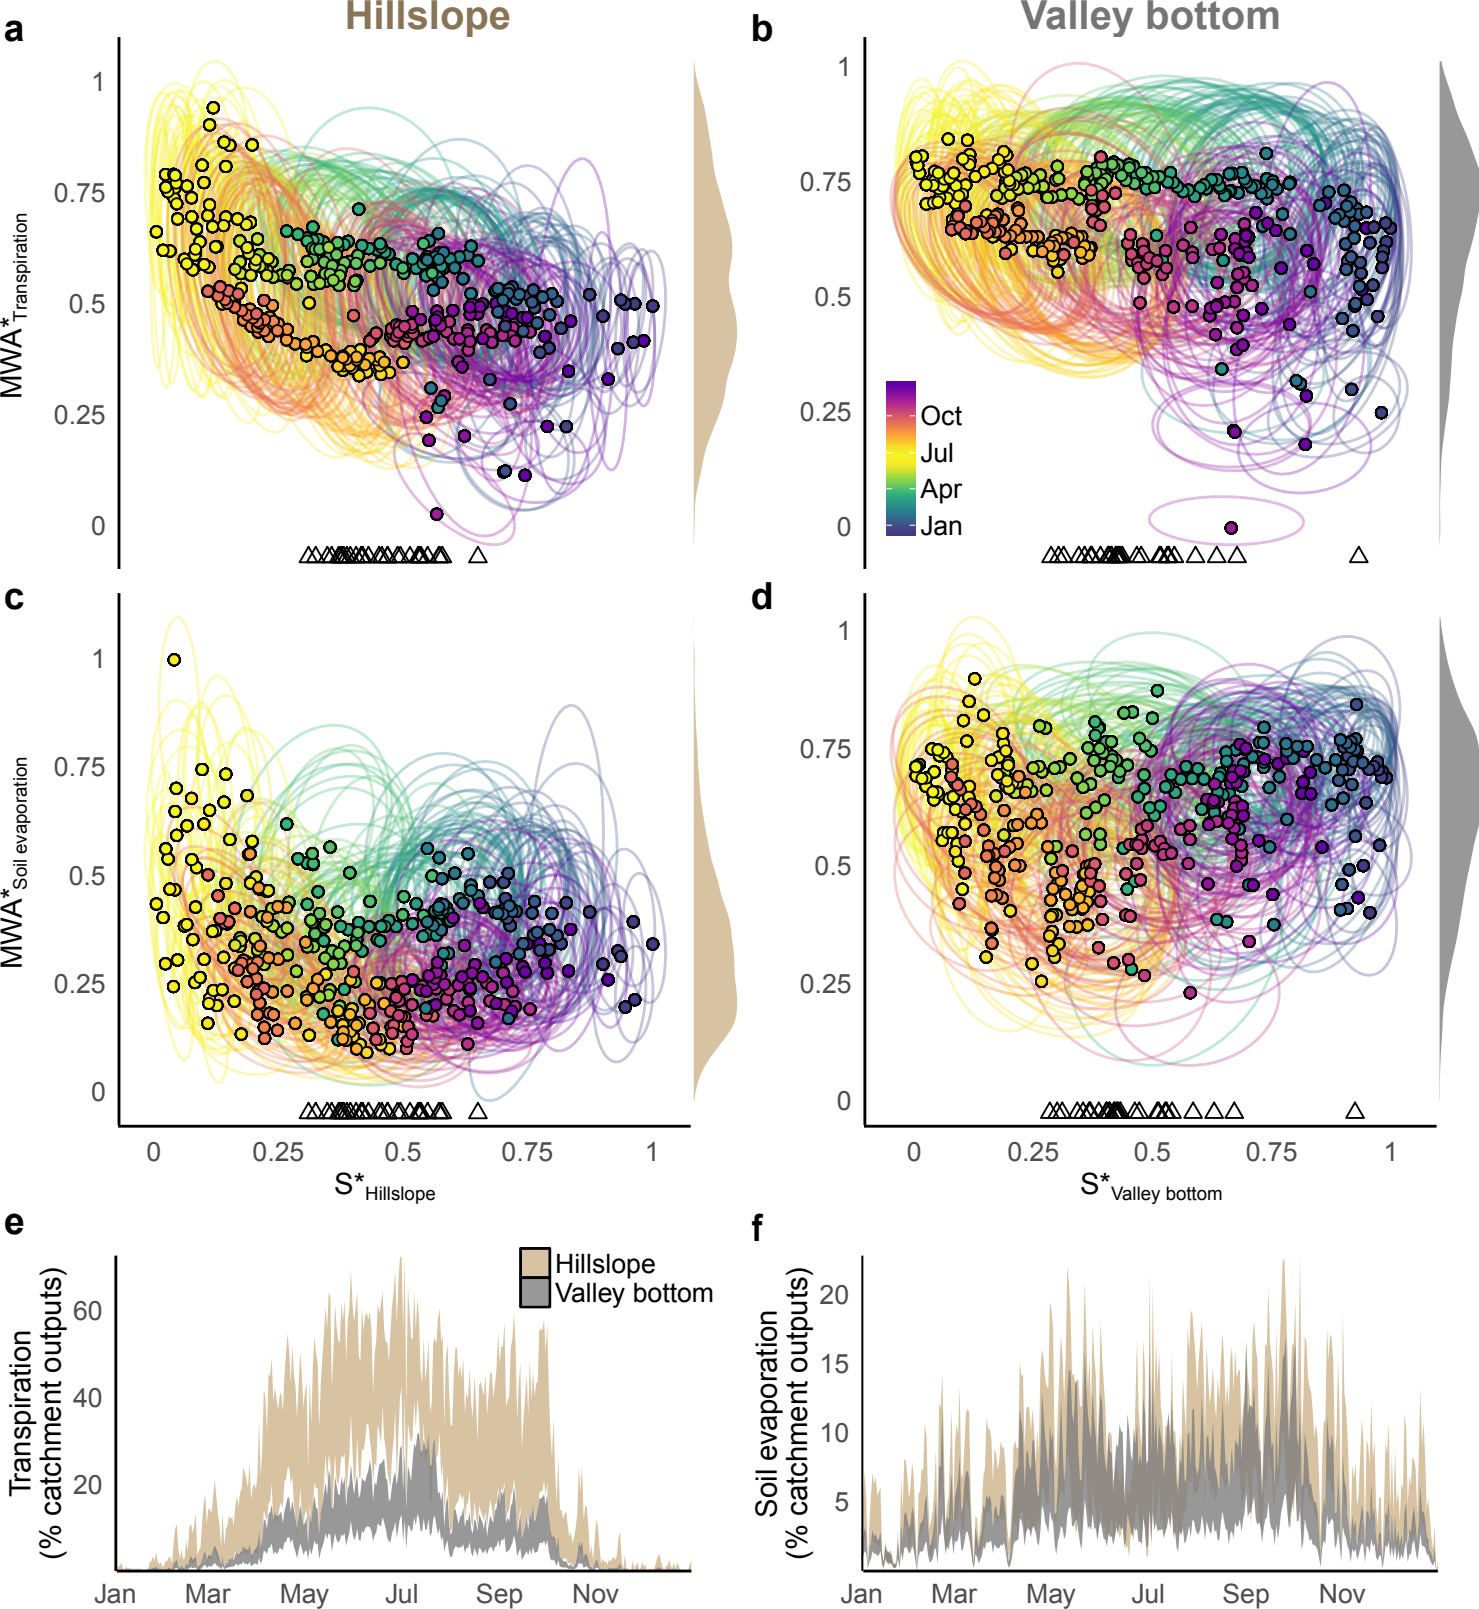 Hillslope
Valley bottom
a
b
1
0.75
0.5
0.25
0
MWA*Transpiration
1
0.75
0.5
0.25
0
Oct
Jul
Apr
Jan
c
d
1
0.75
0.5
0.25
0
MWA*Soil evaporation
0 0.25 0.5 0.75 1
S*Hillslope
1
0.75
0.5
0.25
0
0 0.25 0.5 0.75 1
S*Valley bottom
e
f
Transpiration
(% catchment outputs)
60
40
20
Hillslope
Valley bottom
Jan Mar May Jul Sep Nov
Soil evaporation
(% catchment outputs)
20
15
10
5
Jan Mar May Jul Sep Nov